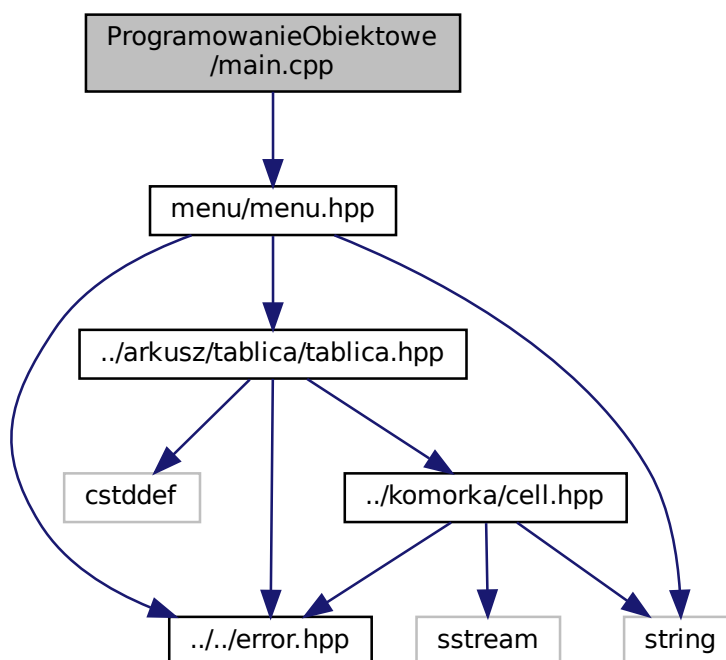 ProgramowanieObiektowe
/main.cpp
menu/menu.hpp
../arkusz/tablica/tablica.hpp
cstddef
../komorka/cell.hpp
../../error.hpp
sstream
string